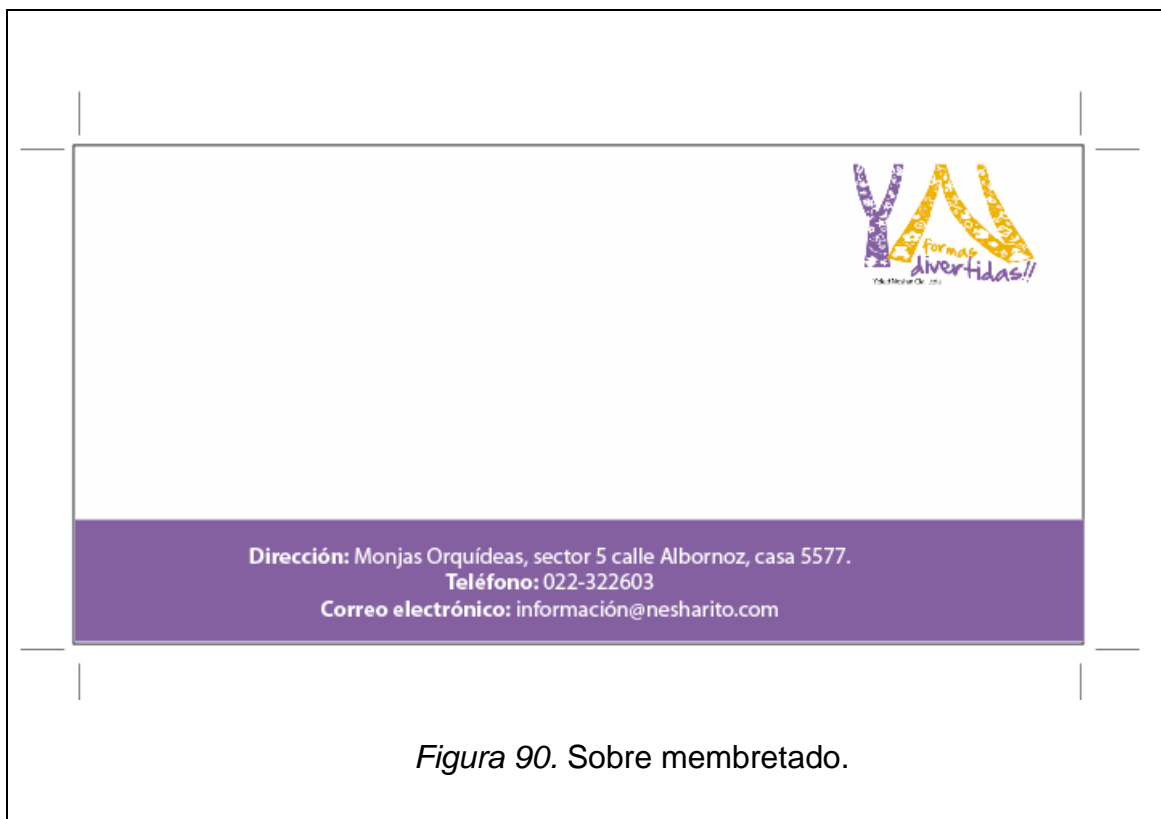 YAM
formas
divertidas!!
Dirección: Monjas Orquídeas, sector 5 calle Albornoz, casa 5577.
Teléfono: 022-322603
Correo electrónico: información@nesharito.com
Figura 90. Sobre membretado.